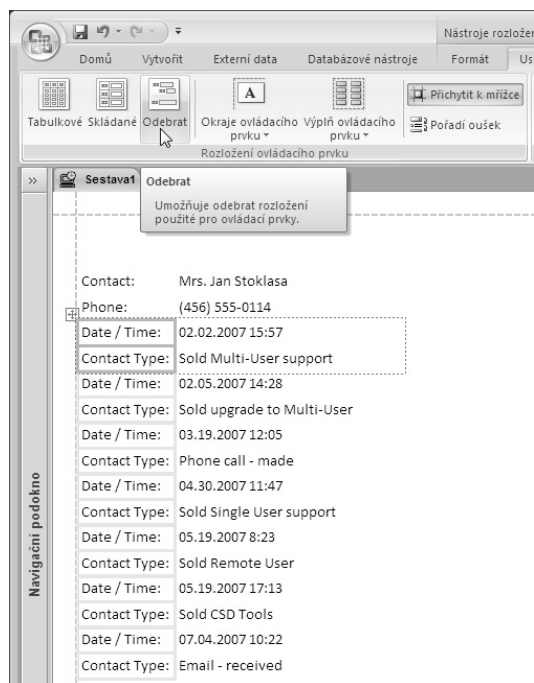 Nástroje rozložen
Domů Vytvořit Externí data Databázové nástroje Formát Us
Tabulkové Skládané Odebrat
Okraje ovládacího prvku
Výplň ovládacího prvku
Přichytit k mřížce
Pořadí oušek
Rozložení ovládacího prvku
Sestava1
Odebrat
Umožňuje odebrat rozložení
použité pro ovládací prvky.
Navigační podokno
Contact: Mrs. Jan Stoklasa
Phone: (456) 555-0114
Date / Time: 02.02.2007 15:57
Contact Type: Sold Multi-User support
Date / Time: 02.05.2007 14:28
Contact Type: Sold upgrade to Multi-User
Date / Time: 03.19.2007 12:05
Contact Type: Phone call - made
Date / Time: 04.30.2007 11:47
Contact Type: Sold Single User support
Date / Time: 05.19.2007 8:23
Contact Type: Sold Remote User
Date / Time: 05.19.2007 17:13
Contact Type: Sold CSD Tools
Date / Time: 07.04.2007 10:22
Contact Type: Email - received